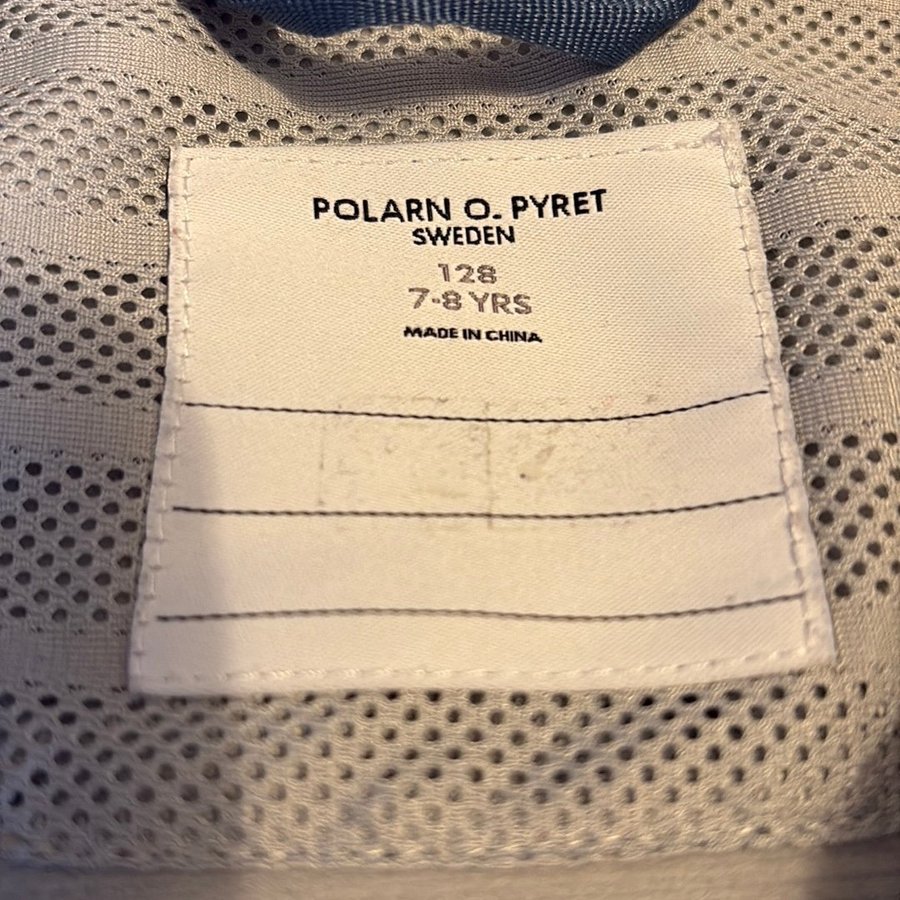 POLARN O. PYRET
SWEDEN
128
7-8 YRS
MADE IN CHINA